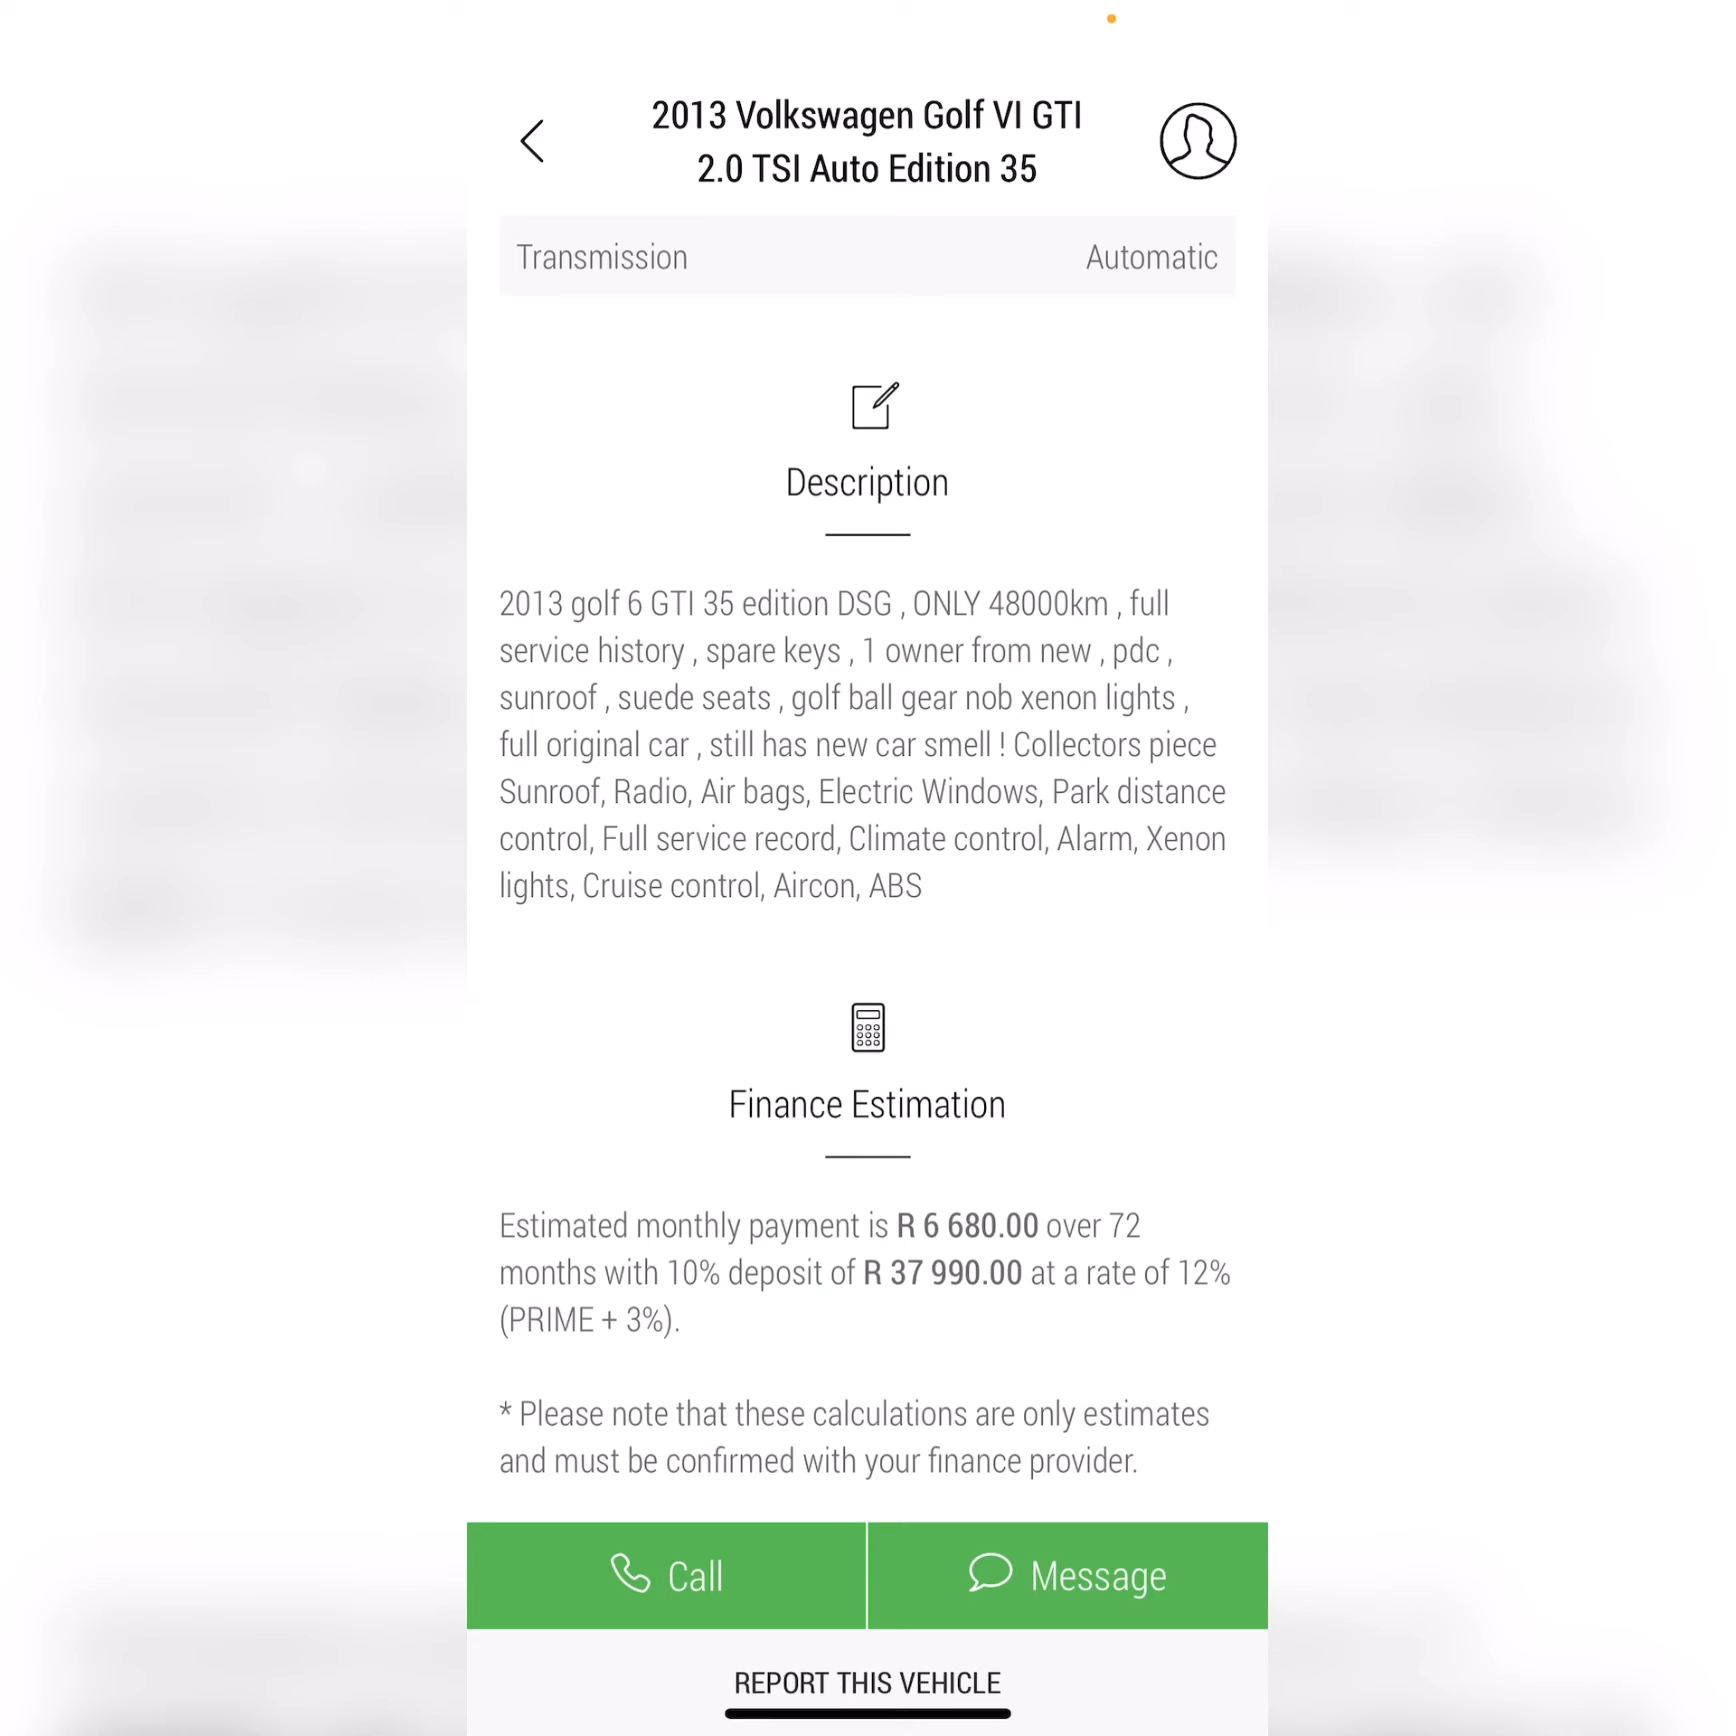 2013 Volkswagen Golf VI GTI
2.0 TSI Auto Edition 35
Transmission Automatic
Description
2013 golf 6 GTI 35 edition DSG , ONLY 48000km , full
service history , spare keys , 1 owner from new , pdc ,
sunroof , suede seats , golf ball gear nob xenon lights ,
full original car , still has new car smell ! Collectors piece
Sunroof, Radio, Air bags, Electric Windows, Park distance
control, Full service record, Climate control, Alarm, Xenon
lights, Cruise control, Aircon, ABS
Finance Estimation
Estimated monthly payment is R 6 680.00 over 72
months with 10% deposit of R 37 990.00 at a rate of 12%
(PRIME + 3%).
* Please note that these calculations are only estimates
and must be confirmed with your finance provider.
Call Message
REPORT THIS VEHICLE